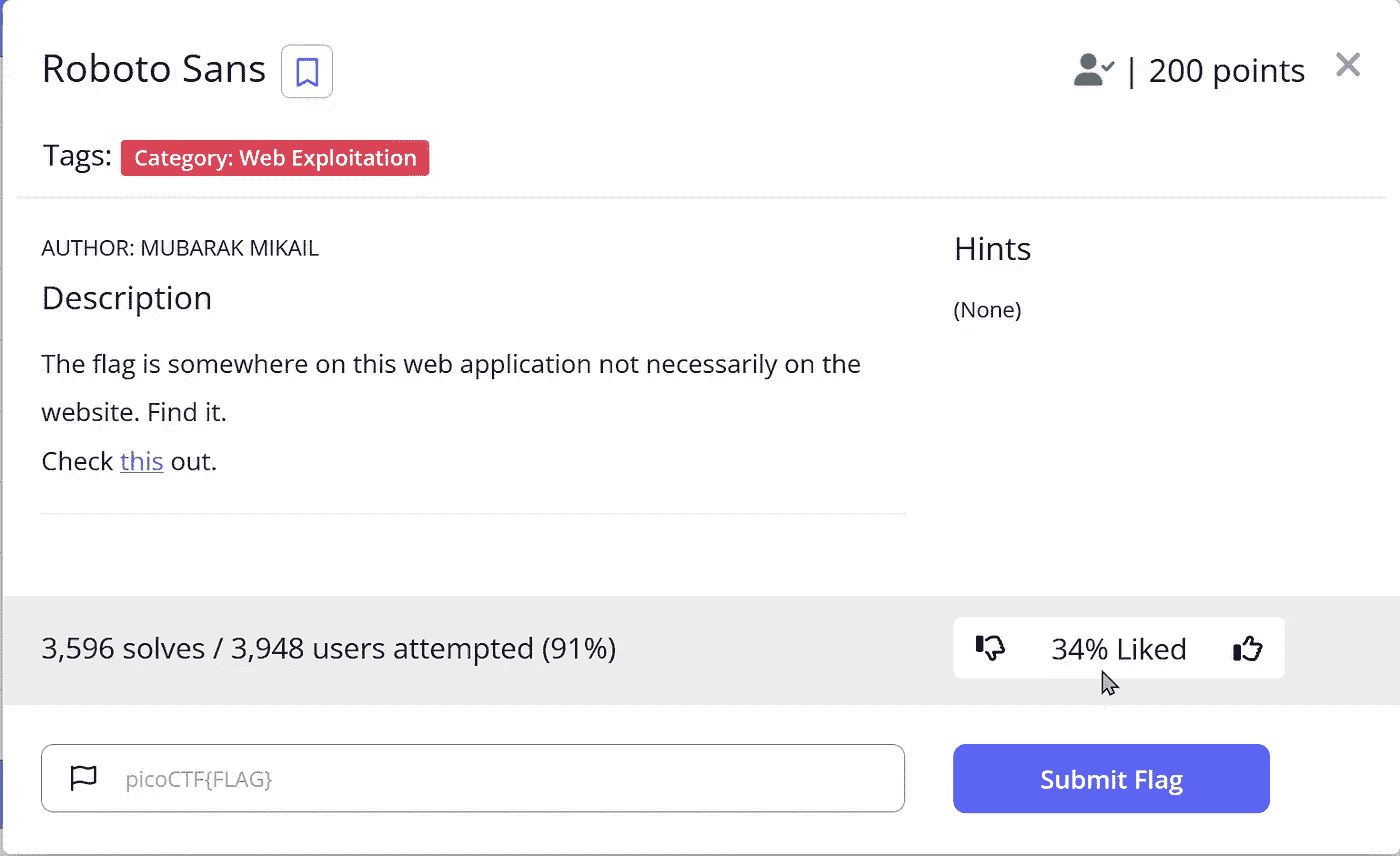 Roboto Sans
| 200 points
Tags: Category: Web Exploitation
AUTHOR: MUBARAK MIKAIL
Description
The flag is somewhere on this web application not necessarily on the
website. Find it.
Check this out.
Hints
(None)
3,596 solves / 3,948 users attempted (91%)
34% Liked
picoCTF{FLAG}
Submit Flag